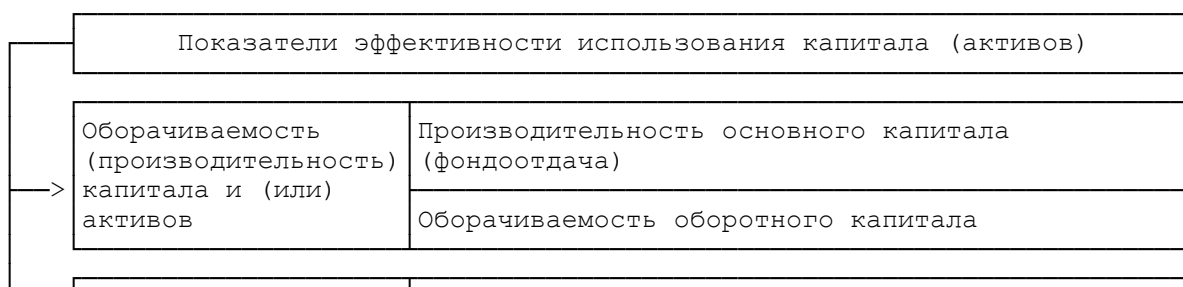 Показатели эффективности использования капитала (активов)
Оборачиваемость
(производительность)
капитала и (или)
активов
Производительность основного капитала
(фондоотдача)
Оборачиваемость оборотного капитала